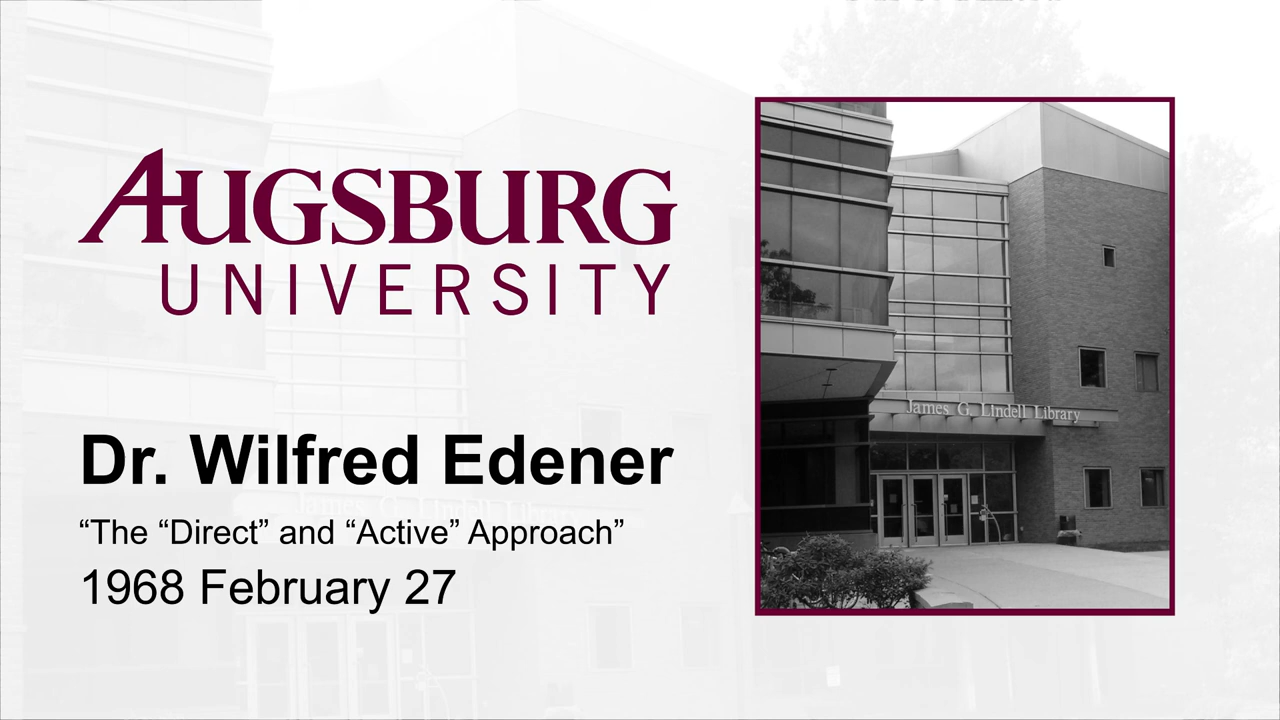 AUGSBURG
UNIVERSITY
Dr. Wilfred Edener
“The “Direct” and “Active” Approach”
1968 February 27
James G. Lindell Library